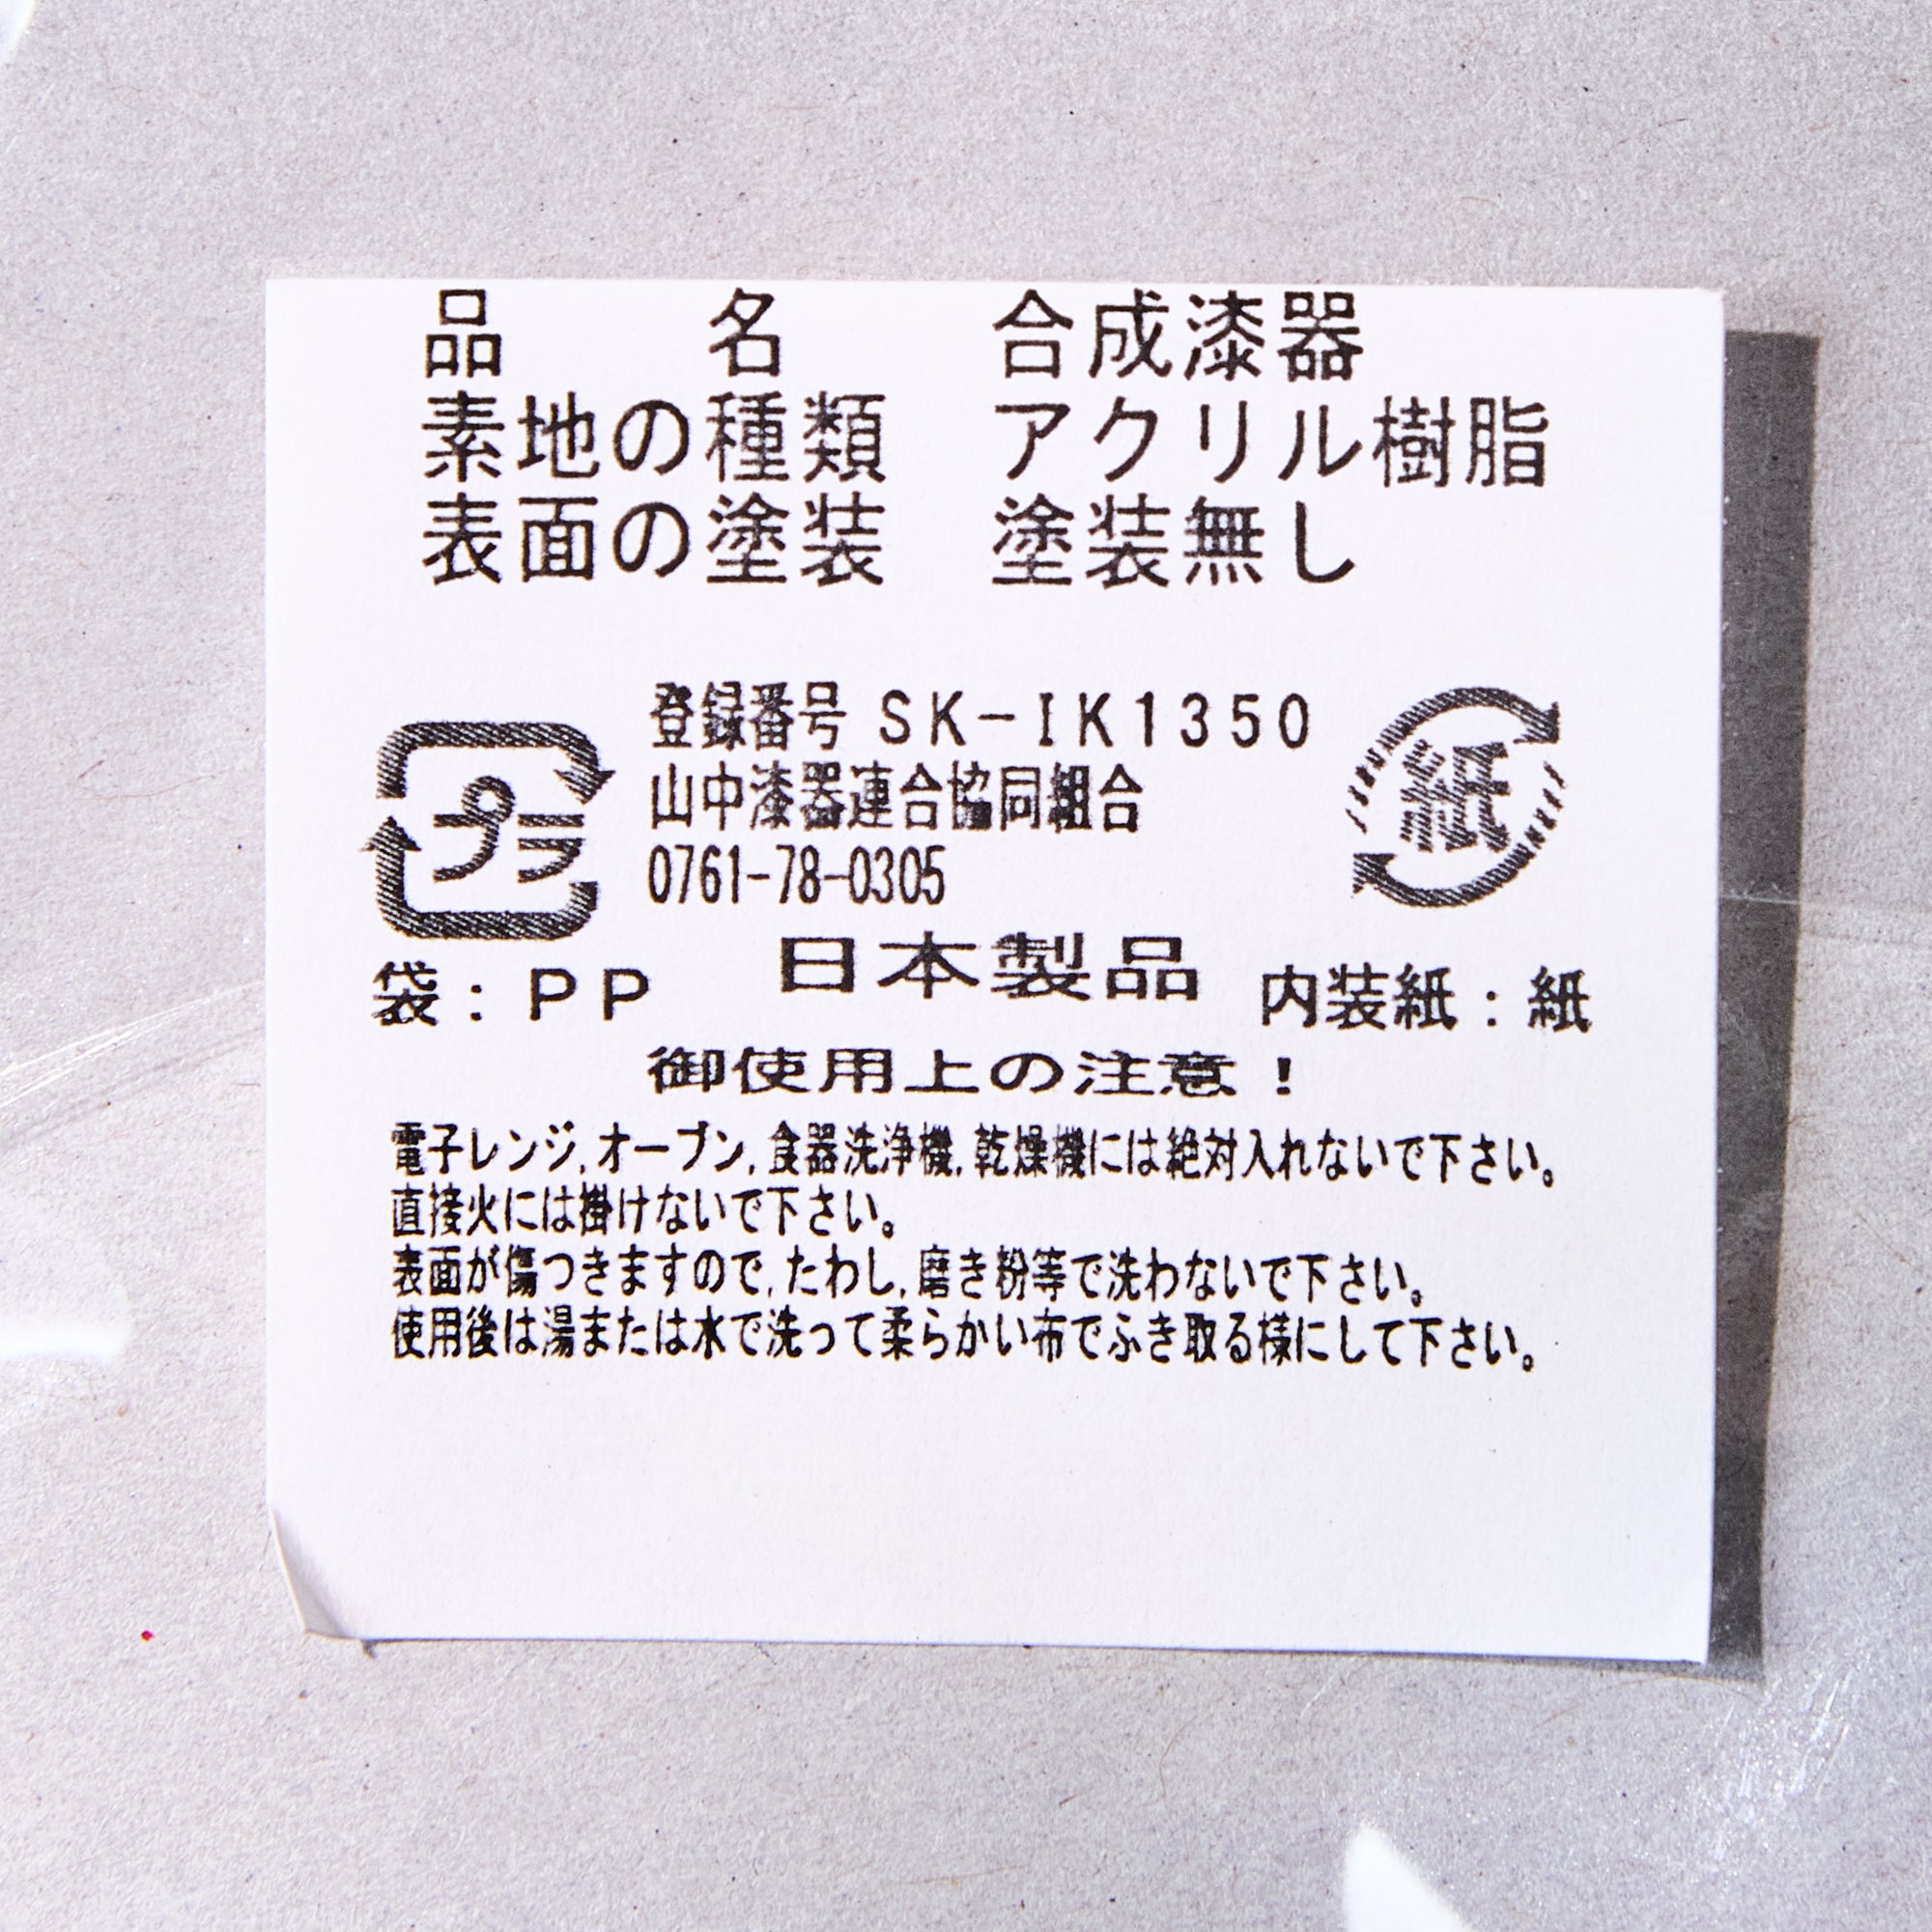 品　　名　　合成漆器
素地の種類　アクリル樹脂
表面の塗装　塗装無し
登録番号 SK-IK1350
山中漆器連合協同組合
0761-78-0305
プラ
紙
袋：PP
日本製品
内装紙：紙
御使用上の注意！
電子レンジ,オーブン,食器洗浄機,乾燥機には絶対入れないで下さい。
直接火には掛けないで下さい。
表面が傷つきますので,たわし,磨き粉等で洗わないで下さい。
使用後は湯または水で洗って柔らかい布でふき取る様にして下さい。